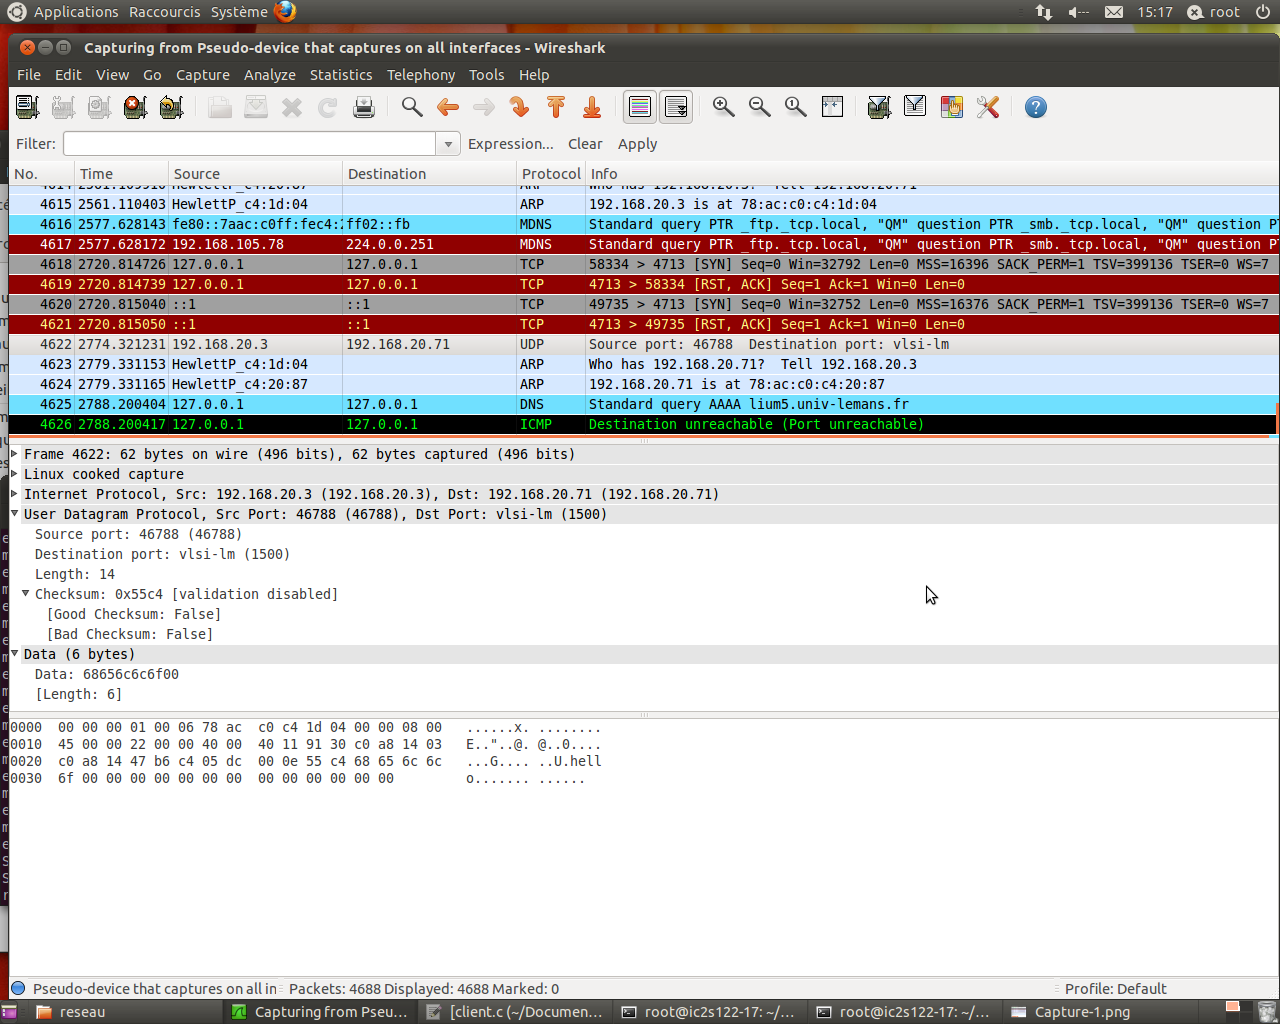 Applications Raccourcis Système 15:17 root
Capturing from Pseudo-device that captures on all interfaces - Wireshark
File Edit View Go Capture Analyze Statistics Telephony Tools Help
Filter: Expression... Clear Apply
No. Time Source Destination Protocol Info
4614 2561.109916 HewlettP_c4:20:87 ARP Who has 192.168.20.3? Tell 192.168.20.71
4615 2561.110403 HewlettP_c4:1d:04 ARP 192.168.20.3 is at 78:ac:c0:c4:1d:04
4616 2577.628143 fe80::7aac:c0ff:fec4:2 ff02::fb MDNS Standard query PTR _ftp._tcp.local, "QM" question PTR _smb._tcp.local, "QM" question P
4617 2577.628172 192.168.105.78 224.0.0.251 MDNS Standard query PTR _ftp._tcp.local, "QM" question PTR _smb._tcp.local, "QM" question P
4618 2720.814726 127.0.0.1 127.0.0.1 TCP 58334 > 4713 [SYN] Seq=0 Win=32792 Len=0 MSS=16396 SACK_PERM=1 TSV=399136 TSER=0 WS=7
4619 2720.814739 127.0.0.1 127.0.0.1 TCP 4713 > 58334 [RST, ACK] Seq=1 Ack=1 Win=0 Len=0
4620 2720.815040 ::1 ::1 TCP 49735 > 4713 [SYN] Seq=0 Win=32752 Len=0 MSS=16376 SACK_PERM=1 TSV=399136 TSER=0 WS=7
4621 2720.815050 ::1 ::1 TCP 4713 > 49735 [RST, ACK] Seq=1 Ack=1 Win=0 Len=0
4622 2774.321231 192.168.20.3 192.168.20.71 UDP Source port: 46788 Destination port: vlsi-lm
4623 2779.331153 HewlettP_c4:1d:04 ARP Who has 192.168.20.71? Tell 192.168.20.3
4624 2779.331165 HewlettP_c4:20:87 ARP 192.168.20.71 is at 78:ac:c0:c4:20:87
4625 2788.200404 127.0.0.1 127.0.0.1 DNS Standard query AAAA lium5.univ-lemans.fr
4626 2788.200417 127.0.0.1 127.0.0.1 ICMP Destination unreachable (Port unreachable)
Frame 4622: 62 bytes on wire (496 bits), 62 bytes captured (496 bits)
Linux cooked capture
Internet Protocol, Src: 192.168.20.3 (192.168.20.3), Dst: 192.168.20.71 (192.168.20.71)
User Datagram Protocol, Src Port: 46788 (46788), Dst Port: vlsi-lm (1500)
Source port: 46788 (46788)
Destination port: vlsi-lm (1500)
Length: 14
Checksum: 0x55c4 [validation disabled]
[Good Checksum: False]
[Bad Checksum: False]
Data (6 bytes)
Data: 68656c6c6f00
[Length: 6]
0000 00 00 00 01 00 06 78 ac c0 c4 1d 04 00 00 08 00 ......x. ........
0010 45 00 00 22 00 00 40 00 40 11 91 30 c0 a8 14 03 E.."..@. @..0....
0020 c0 a8 14 47 b6 c4 05 dc 00 0e 55 c4 68 65 6c 6c ...G.... ..U.hell
0030 6f 00 00 00 00 00 00 00 00 00 00 00 00 00 o....... ......
Pseudo-device that captures on all in Packets: 4688 Displayed: 4688 Marked: 0 Profile: Default
reseau Capturing from Pseu... [client.c (~/Documen... root@ic2s122-17: ~/... root@ic2s122-17: ~/... Capture-1.png